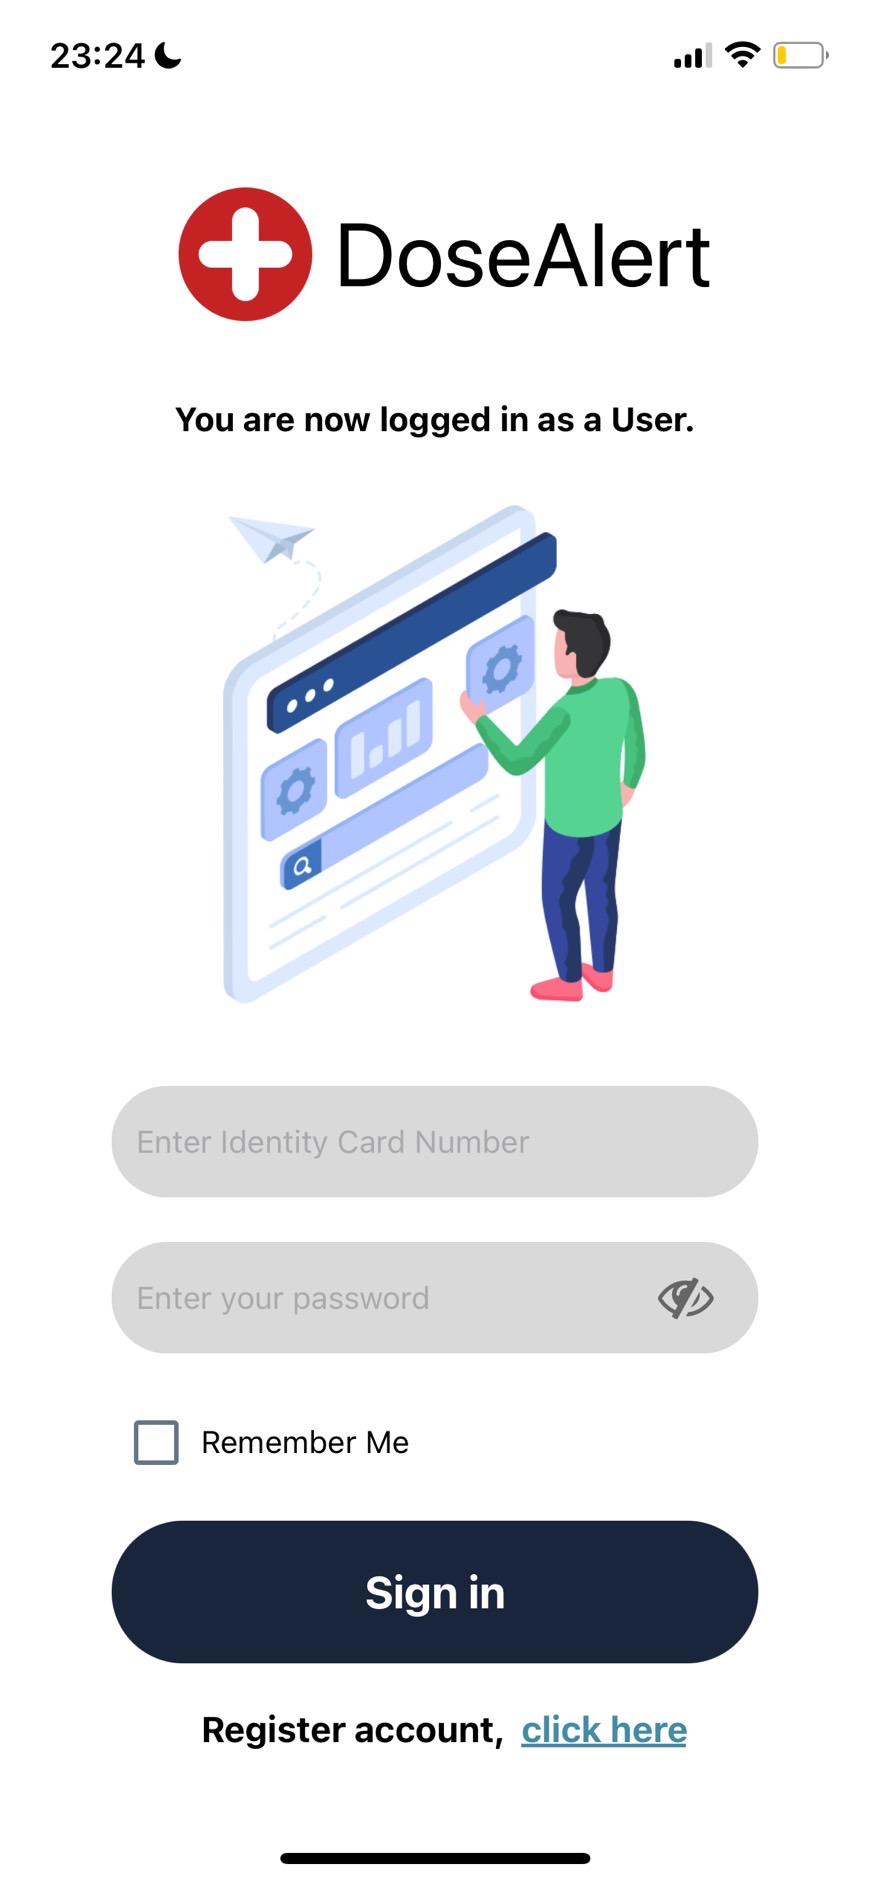 23:24
DoseAlert
You are now logged in as a User.
Enter Identity Card Number
Enter your password
Remember Me
Sign in
Register account, click here